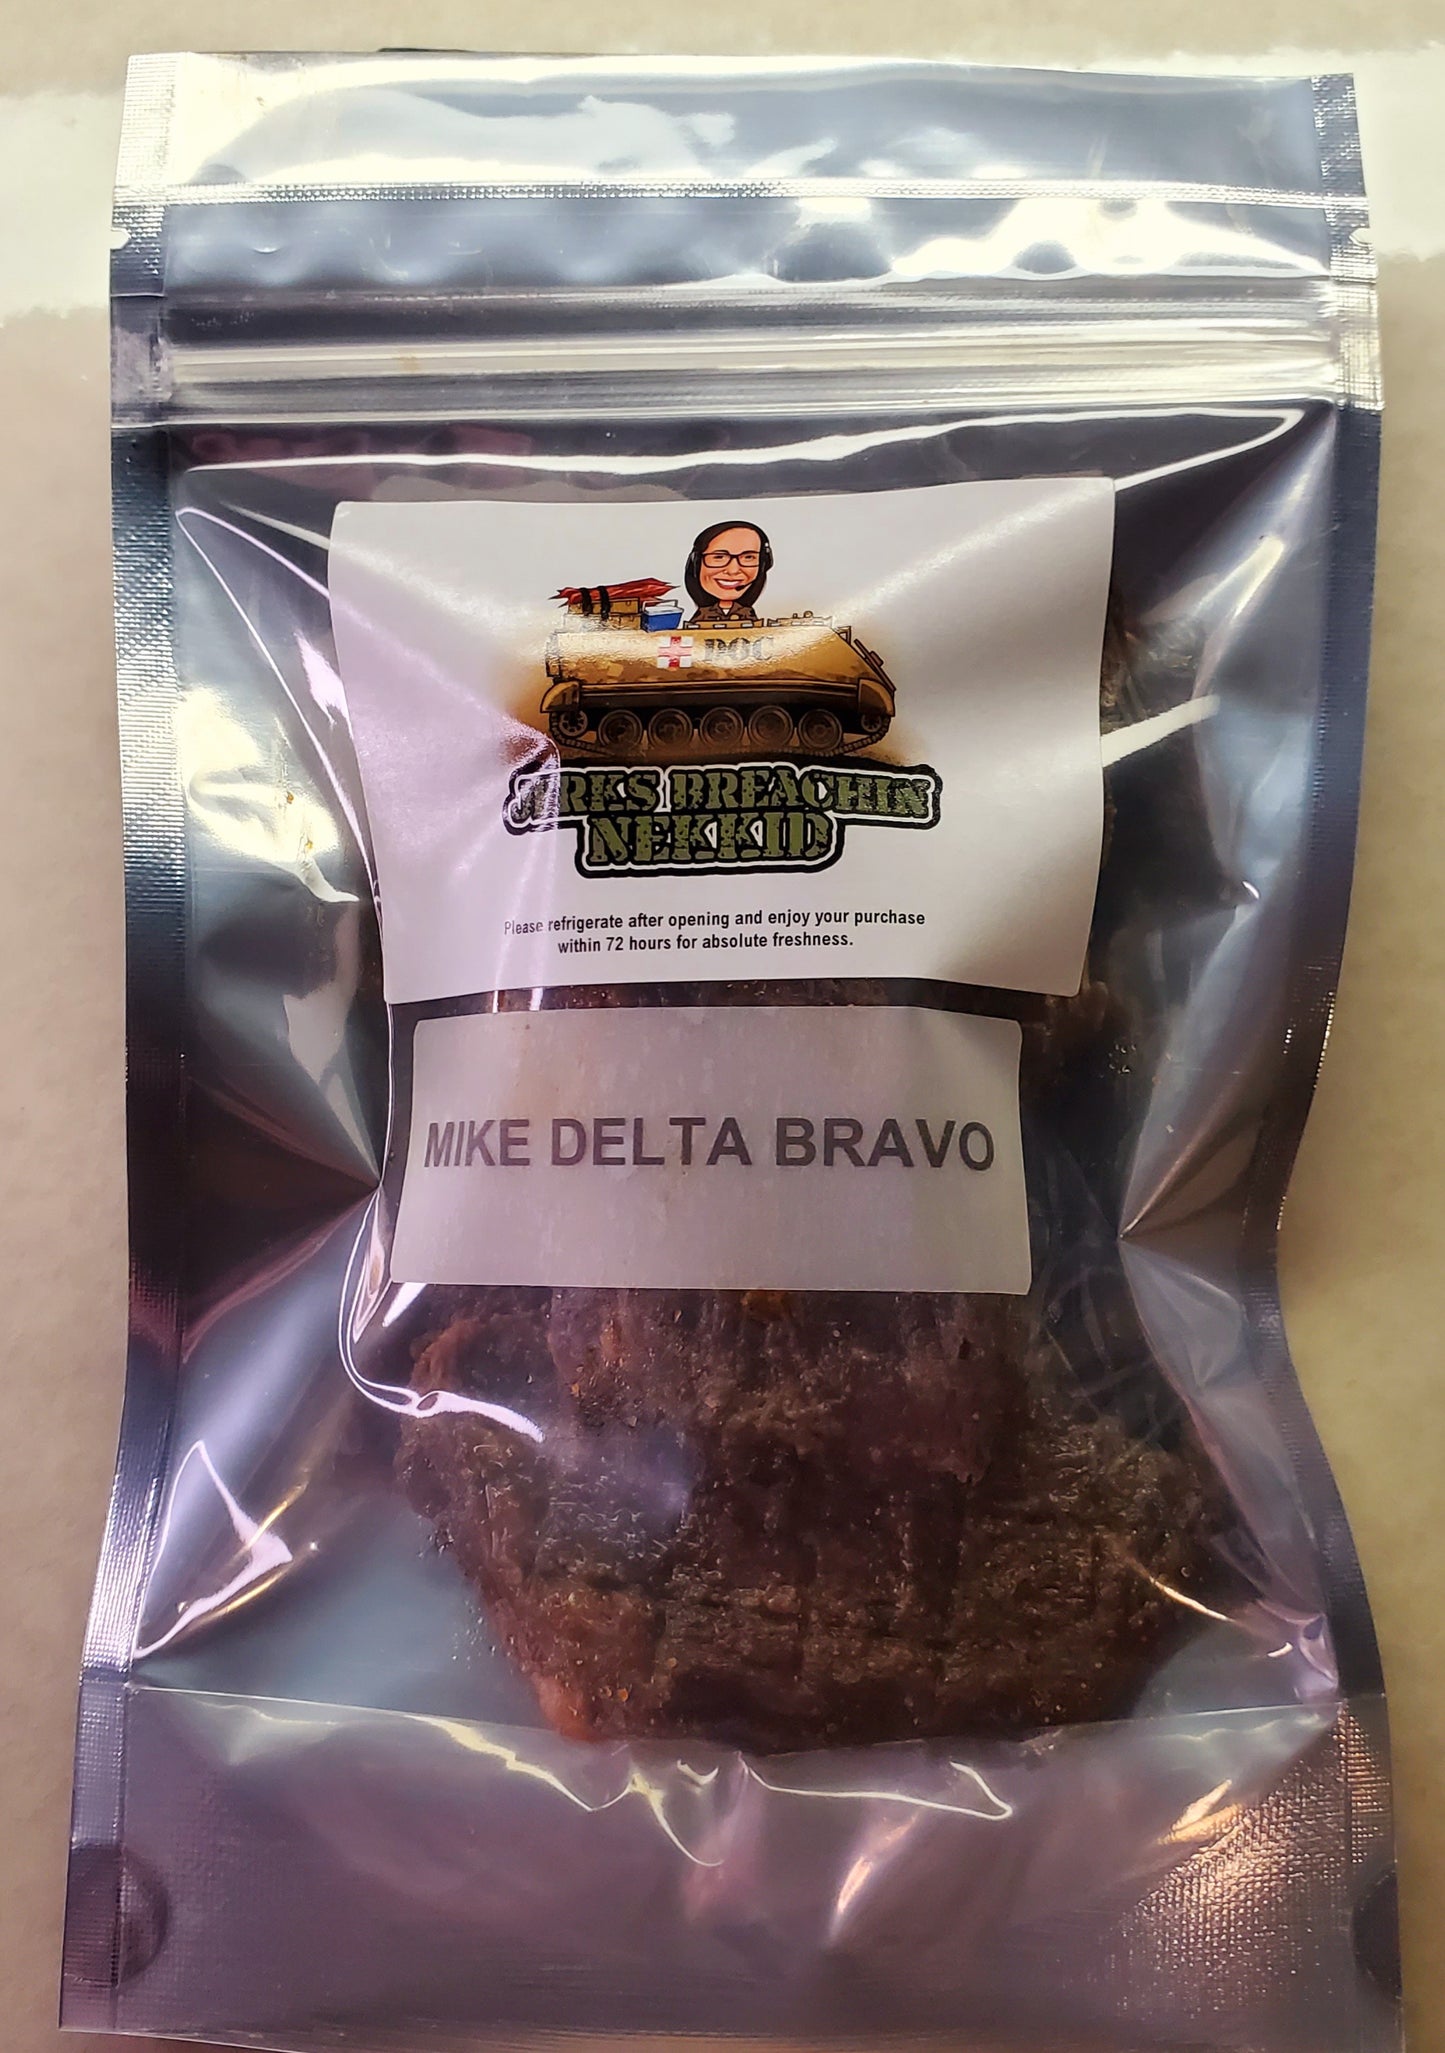 DOC
JERKS BREACHIN
NEKKID
Please refrigerate after opening and enjoy your purchase
within 72 hours for absolute freshness.
MIKE DELTA BRAVO